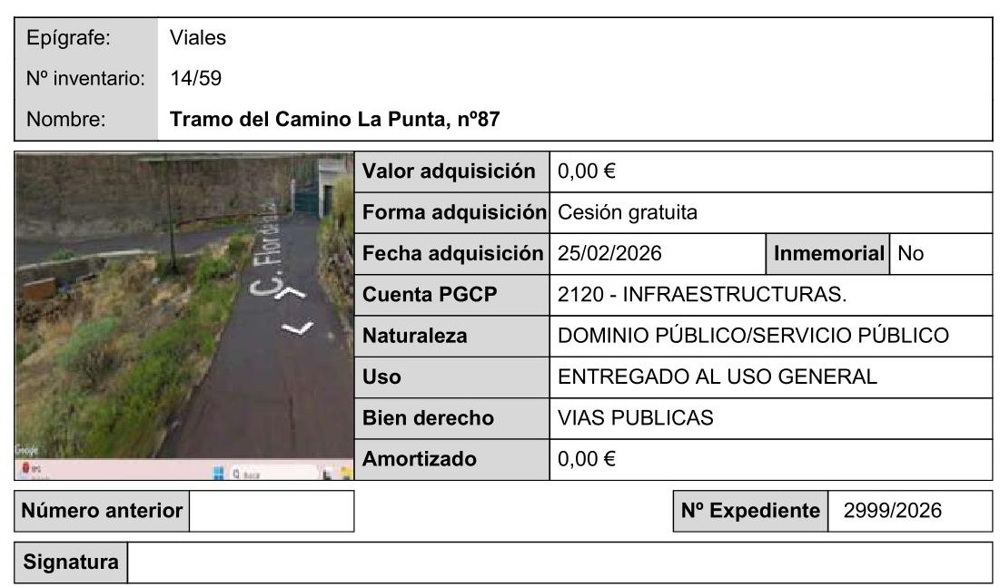 Epígrafe: Viales
Nº inventario: 14/59
Nombre: Tramo del Camino La Punta, nº87
C. Flor de la
Google
Valor adquisición 0,00 €
Forma adquisición Cesión gratuita
Fecha adquisición 25/02/2026 Inmemorial No
Cuenta PGCP 2120 - INFRAESTRUCTURAS.
Naturaleza DOMINIO PÚBLICO/SERVICIO PÚBLICO
Uso ENTREGADO AL USO GENERAL
Bien derecho VIAS PUBLICAS
Amortizado 0,00 €
Número anterior
Nº Expediente 2999/2026
Signatura